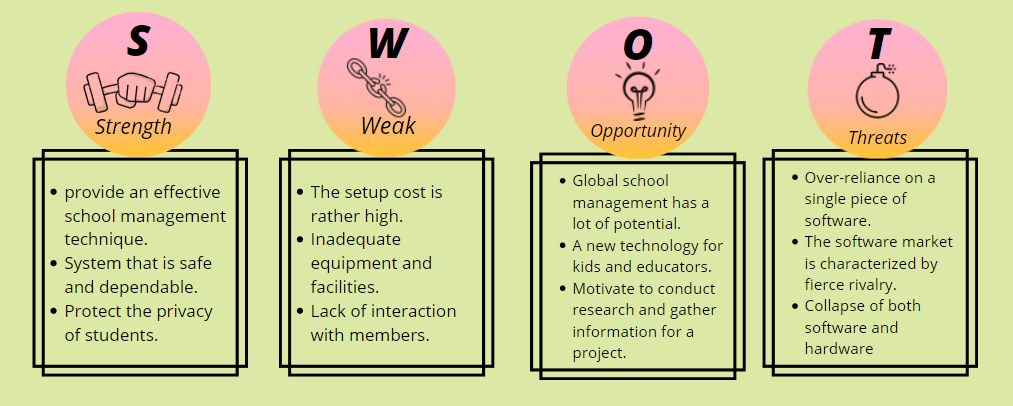 S
Strength
• provide an effective
school management
technique.
• System that is safe
and dependable.
• Protect the privacy
of students.
W
Weak
• The setup cost is
rather high.
• Inadequate
equipment and
facilities.
• Lack of interaction
with members.
O
Opportunity
• Global school
management has a
lot of potential.
• A new technology for
kids and educators.
• Motivate to conduct
research and gather
information for a
project.
T
Threats
• Over-reliance on a
single piece of
software.
• The software market
is characterized by
fierce rivalry.
• Collapse of both
software and
hardware